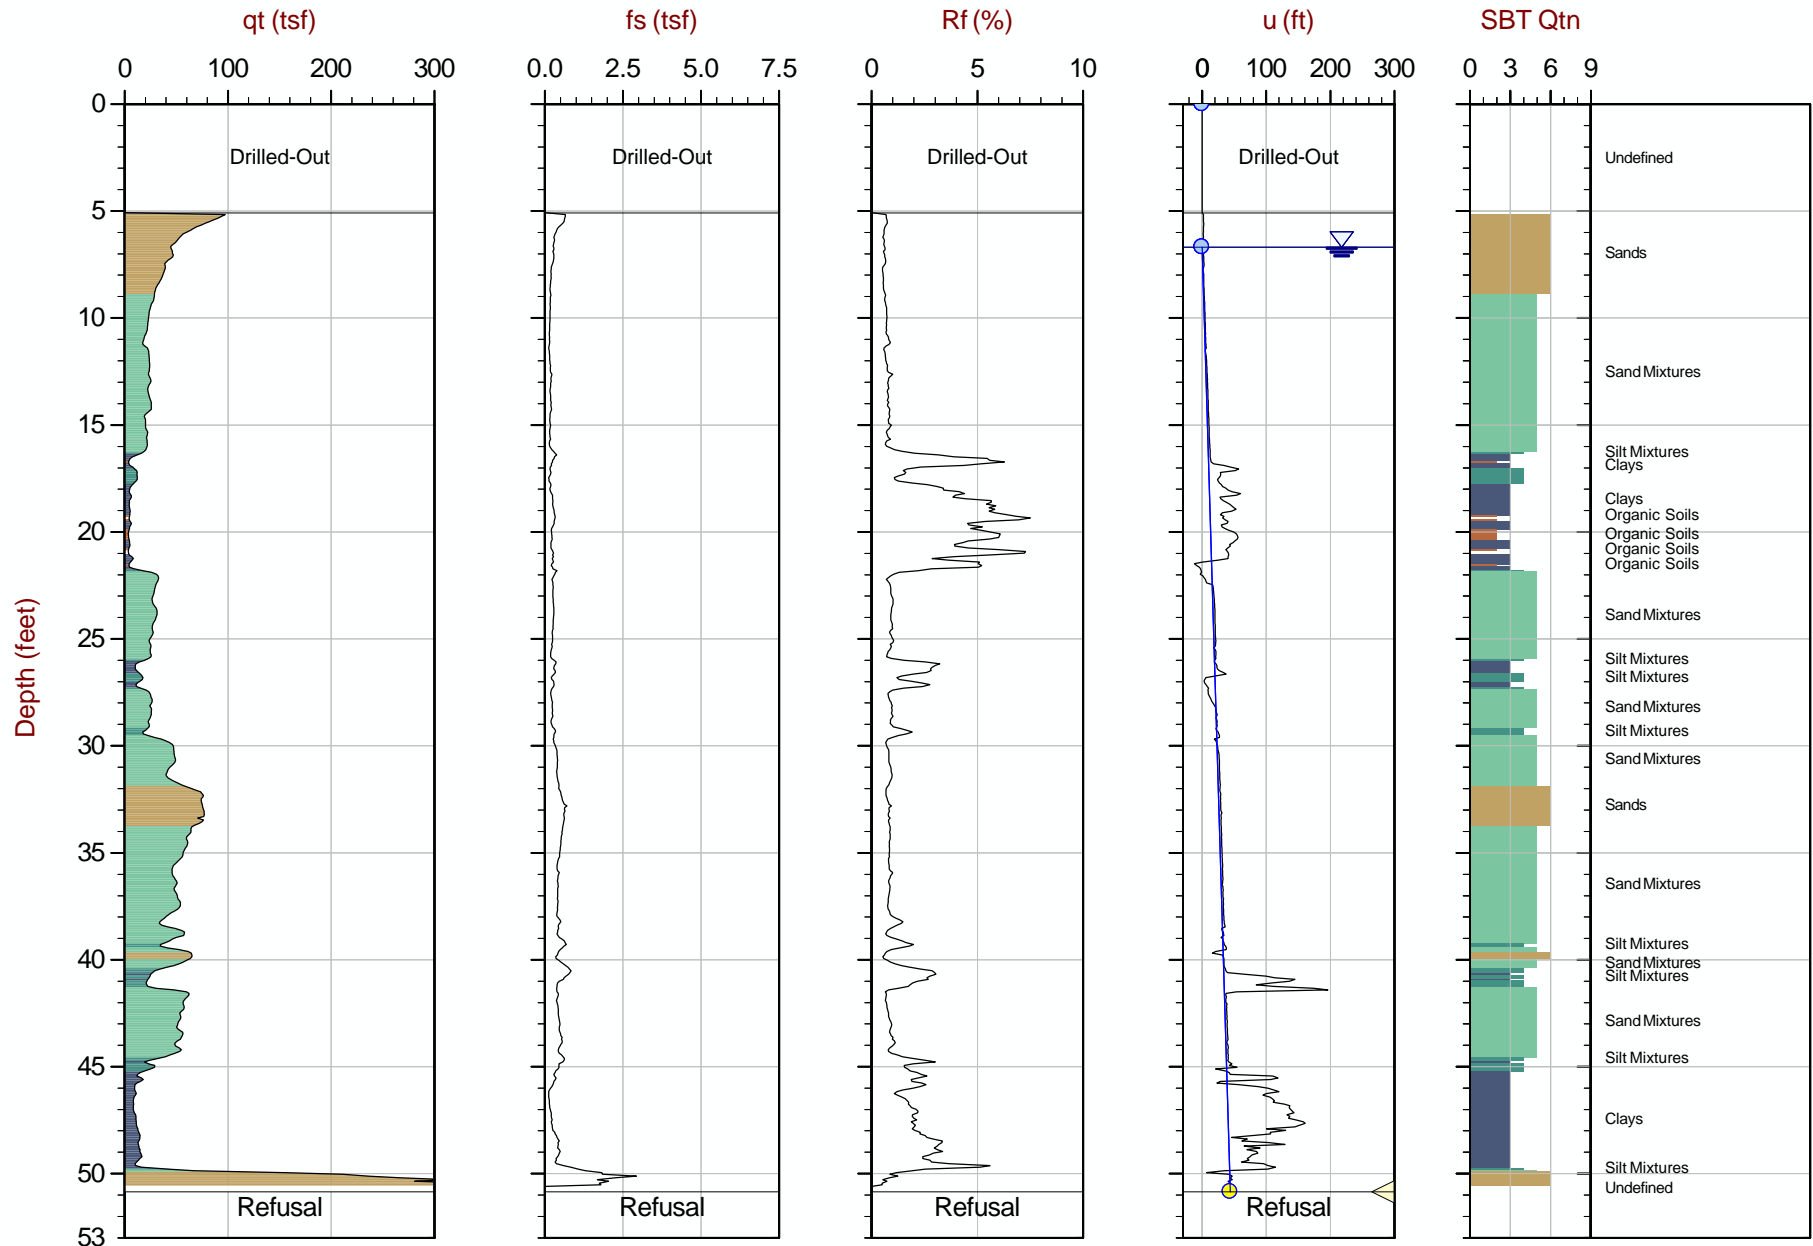 qt (tsf) fs (tsf) Rf (%) u (ft) SBT Qtn
0 100 200 300 0.0 2.5 5.0 7.5 0 5 10 0 100 200 300 0 3 6 9
Depth (feet)
0
5
10
15
20
25
30
35
40
45
50
53
Drilled-Out Drilled-Out Drilled-Out Drilled-Out
Refusal Refusal Refusal
Undefined
Sands
Sand Mixtures
Silt Mixtures
Clays
Clays
Organic Soils
Organic Soils
Organic Soils
Organic Soils
Sand Mixtures
Silt Mixtures
Silt Mixtures
Sand Mixtures
Silt Mixtures
Sand Mixtures
Sands
Sand Mixtures
Silt Mixtures
Sand Mixtures
Silt Mixtures
Sand Mixtures
Silt Mixtures
Clays
Silt Mixtures
Undefined